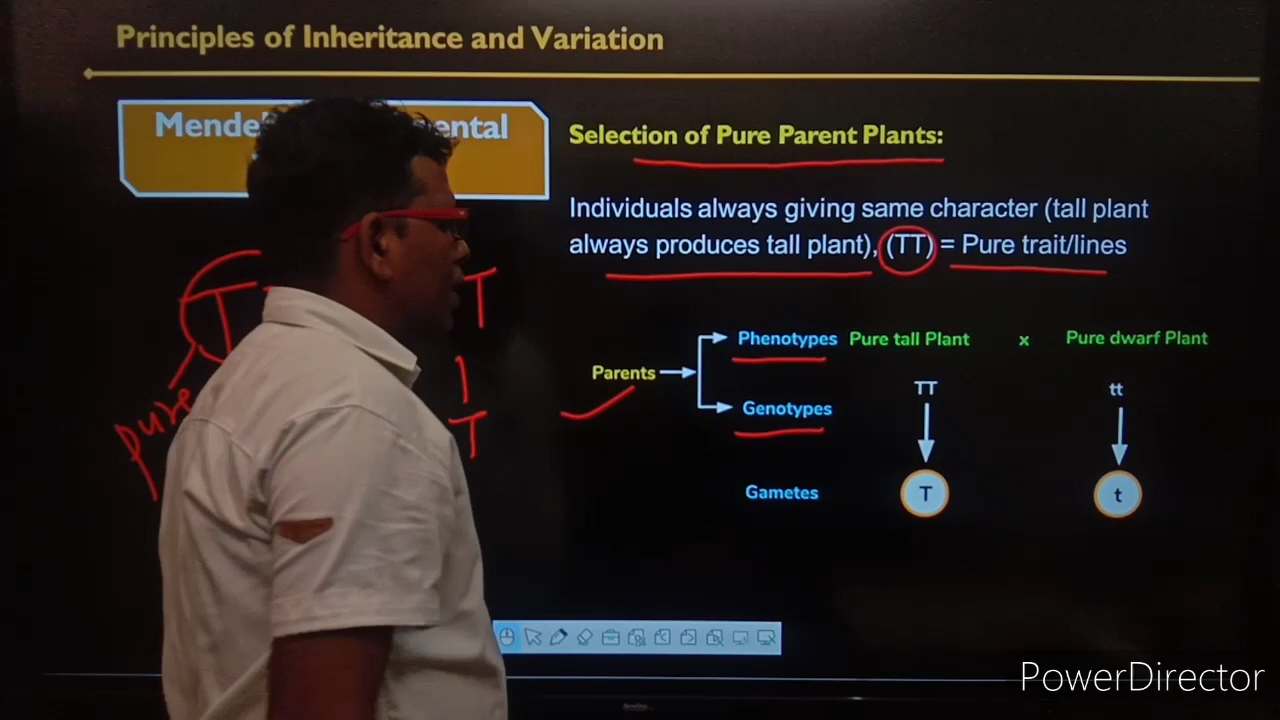 Principles of Inheritance and Variation
Selection of Pure Parent Plants:
Individuals always giving same character (tall plant
always produces tall plant), (TT) = Pure trait/lines
T
T
T
pure
Phenotypes Pure tall Plant x Pure dwarf Plant
Parents
TT tt
Genotypes
Gametes T t
PowerDirector